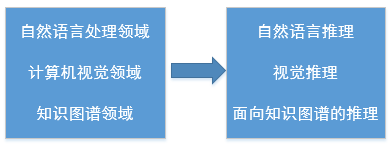 自然语言处理领域
计算机视觉领域
知识图谱领域
自然语言推理
视觉推理
面向知识图谱的推理